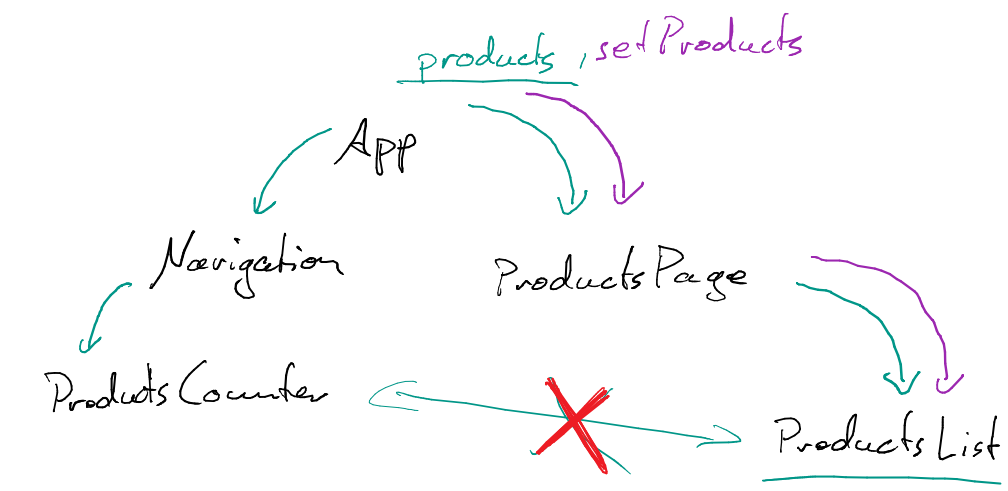 products, setProducts
App
Navigation
ProductsPage
ProductsCounter
ProductsList